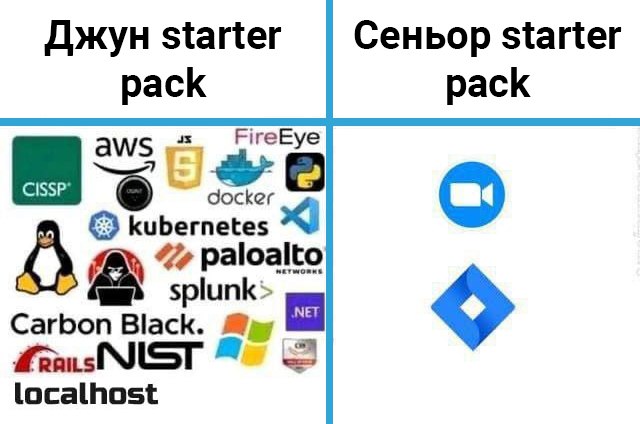 Джун starter
pack
Сеньор starter
pack
CISSP
aws
JS
FireEye
docker
kubernetes
paloalto
NETWORKS
splunk>
.NET
Carbon Black.
RAILS
NIST
localhost